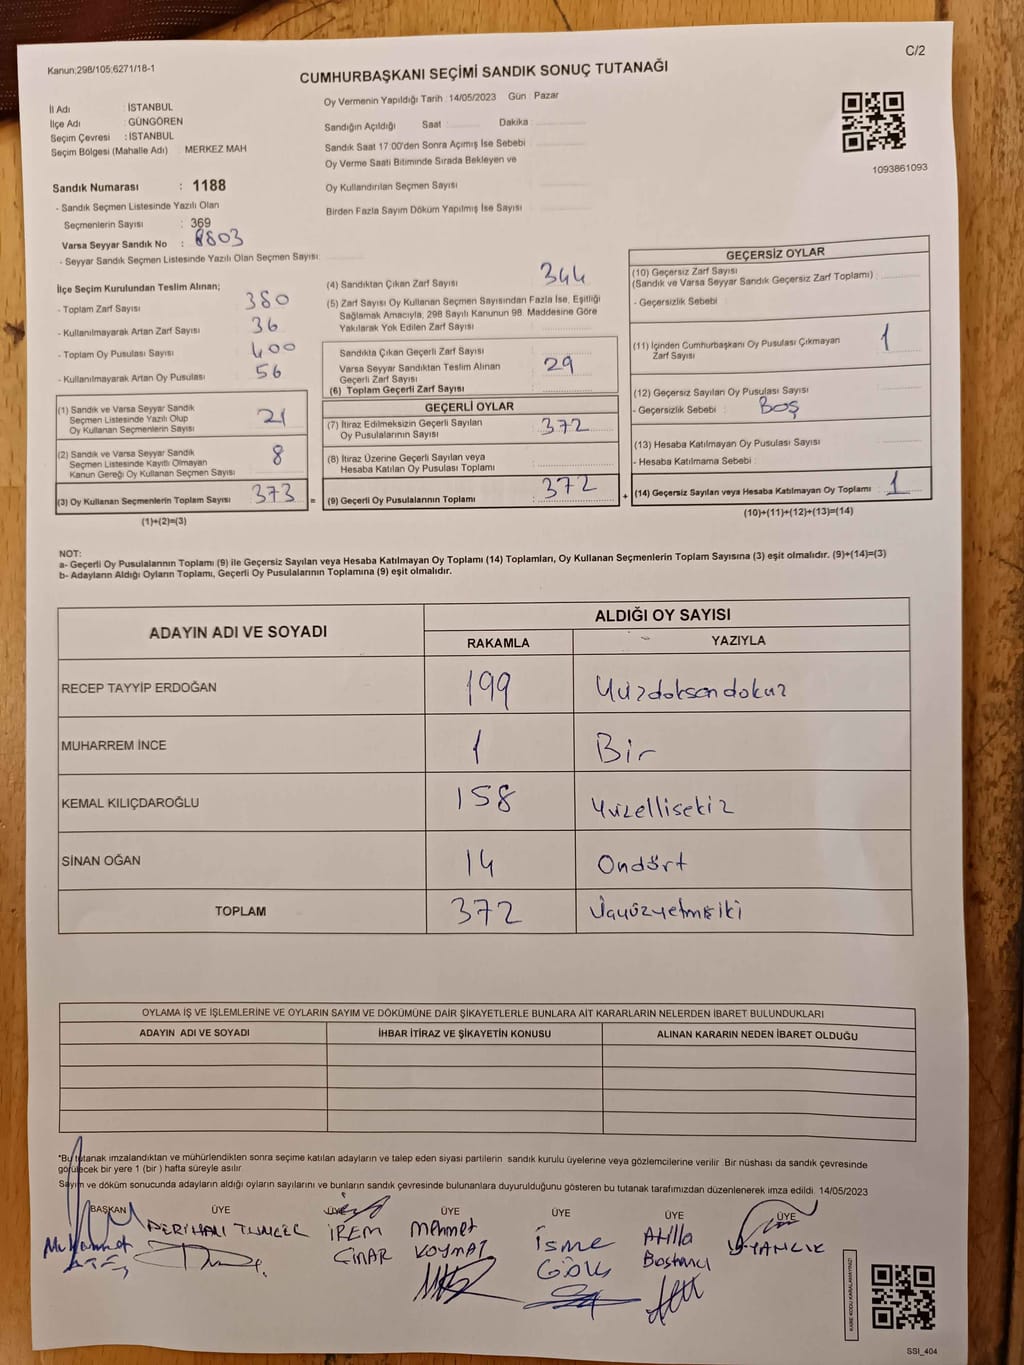 Kanun;298/105;6271/18-1
C/2
CUMHURBAŞKANI SEÇİMİ SANDIK SONUÇ TUTANAĞI
İl Adı : İSTANBUL
İlçe Adı : GÜNGÖREN
Seçim Çevresi : İSTANBUL
Seçim Bölgesi (Mahalle Adı) MERKEZ MAH
Oy Vermenin Yapıldığı Tarih : 14/05/2023 Gün : Pazar
Sandığın Açıldığı Saat : Dakika :
Sandık Saat 17:00'den Sonra Açımış İse Sebebi :
Oy Verme Saati Bitiminde Sırada Bekleyen ve
Oy Kullandırılan Seçmen Sayısı
Birden Fazla Sayım Döküm Yapılmış İse Sayısı
1093861093
Sandık Numarası : 1188
- Sandık Seçmen Listesinde Yazılı Olan
Seçmenlerin Sayısı : 369
Varsa Seyyar Sandık No : 8503
- Seyyar Sandık Seçmen Listesinde Yazılı Olan Seçmen Sayısı:
İlçe Seçim Kurulundan Teslim Alınan;
- Toplam Zarf Sayısı 380
- Kullanılmayarak Artan Zarf Sayısı 36
- Toplam Oy Pusulası Sayısı 400
- Kullanılmayarak Artan Oy Pusulası 56
(1) Sandık ve Varsa Seyyar Sandık
Seçmen Listesinde Yazılı Olup
Oy Kullanan Seçmenlerin Sayısı 21
(2) Sandık ve Varsa Seyyar Sandık
Seçmen Listesinde Kayıtlı Olmayan
Kanun Gereği Oy Kullanan Seçmen Sayısı 8
(3) Oy Kullanan Seçmenlerin Toplam Sayısı 373 =
(1)+(2)=(3)
(4) Sandıktan Çıkan Zarf Sayısı 344
(5) Zarf Sayısı Oy Kullanan Seçmen Sayısından Fazla İse, Eşitliği
Sağlamak Amacıyla, 298 Sayılı Kanunun 98. Maddesine Göre
Yakılarak Yok Edilen Zarf Sayısı
Sandıkta Çıkan Geçerli Zarf Sayısı
Varsa Seyyar Sandıktan Teslim Alınan
Geçerli Zarf Sayısı 29
(6) Toplam Geçerli Zarf Sayısı
GEÇERLİ OYLAR
(7) İtiraz Edilmeksizin Geçerli Sayılan
Oy Pusulalarının Sayısı 372
(8) İtiraz Üzerine Geçerli Sayılan veya
Hesaba Katılan Oy Pusulası Toplamı
(9) Geçerli Oy Pusulalarının Toplamı 372 +
GEÇERSİZ OYLAR
(10) Geçersiz Zarf Sayısı
(Sandık ve Varsa Seyyar Sandık Geçersiz Zarf Toplamı) :
- Geçersizlik Sebebi :
(11) İçinden Cumhurbaşkanı Oy Pusulası Çıkmayan
Zarf Sayısı 1
(12) Geçersiz Sayılan Oy Pusulası Sayısı
- Geçersizlik Sebebi : Boş
(13) Hesaba Katılmayan Oy Pusulası Sayısı
- Hesaba Katılmama Sebebi :
(14) Geçersiz Sayılan veya Hesaba Katılmayan Oy Toplamı : 1
(10)+(11)+(12)+(13)=(14)
NOT:
a- Geçerli Oy Pusulalarının Toplamı (9) ile Geçersiz Sayılan veya Hesaba Katılmayan Oy Toplamı (14) Toplamları, Oy Kullanan Seçmenlerin Toplam Sayısına (3) eşit olmalıdır. (9)+(14)=(3)
b- Adayların Aldığı Oyların Toplamı, Geçerli Oy Pusulalarının Toplamına (9) eşit olmalıdır.
ADAYIN ADI VE SOYADI
ALDIĞI OY SAYISI
RAKAMLA YAZIYLA
RECEP TAYYİP ERDOĞAN 199 Yüzdoksandokuz
MUHARREM İNCE 1 Bir
KEMAL KILIÇDAROĞLU 158 Yüzellisekiz
SİNAN OĞAN 14 Ondört
TOPLAM 372 Üçyüzyetmişiki
OYLAMA İŞ VE İŞLEMLERİNE VE OYLARIN SAYIM VE DÖKÜMÜNE DAİR ŞİKAYETLERLE BUNLARA AİT KARARLARIN NELERDEN İBARET BULUNDUKLARI
ADAYIN ADI VE SOYADI İHBAR İTİRAZ VE ŞİKAYETİN KONUSU ALINAN KARARIN NEDEN İBARET OLDUĞU
*Bu tutanak imzalandıktan ve mühürlendikten sonra seçime katılan adayların ve talep eden siyasi partilerin sandık kurulu üyelerine veya gözlemcilerine verilir .Bir nüshası da sandık çevresinde
görülecek bir yere 1 (bir ) hafta süreyle asılır
Sayım ve döküm sonucunda adayların aldığı oyların sayılarını ve bunların sandık çevresinde bulunanlara duyurulduğunu gösteren bu tutanak tarafımızdan düzenlenerek imza edildi. 14/05/2023
BAŞKAN ÜYE ÜYE ÜYE ÜYE ÜYE ÜYE
Muhammet
PERİHAN TUNCEL
İREM ÇINAR
Mehmet KOYMAT
İsme Gök
Atilla Bostancı
KARE KODU KARALAMAYINIZ!
SSI_404